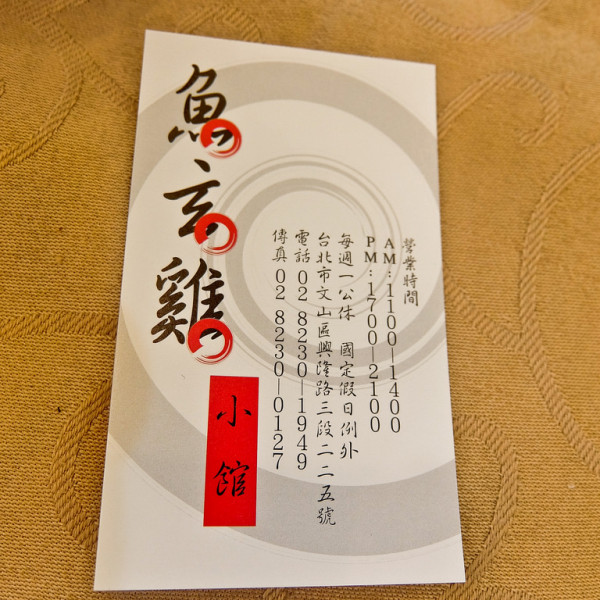 魚玄雞
小館
營業時間
AM:1100—1400
PM:1700—2100
每週一公休 國定假日例外
台北市文山區興隆路三段二二五號
電話 02 8230—1949
傳真 02 8230—0127